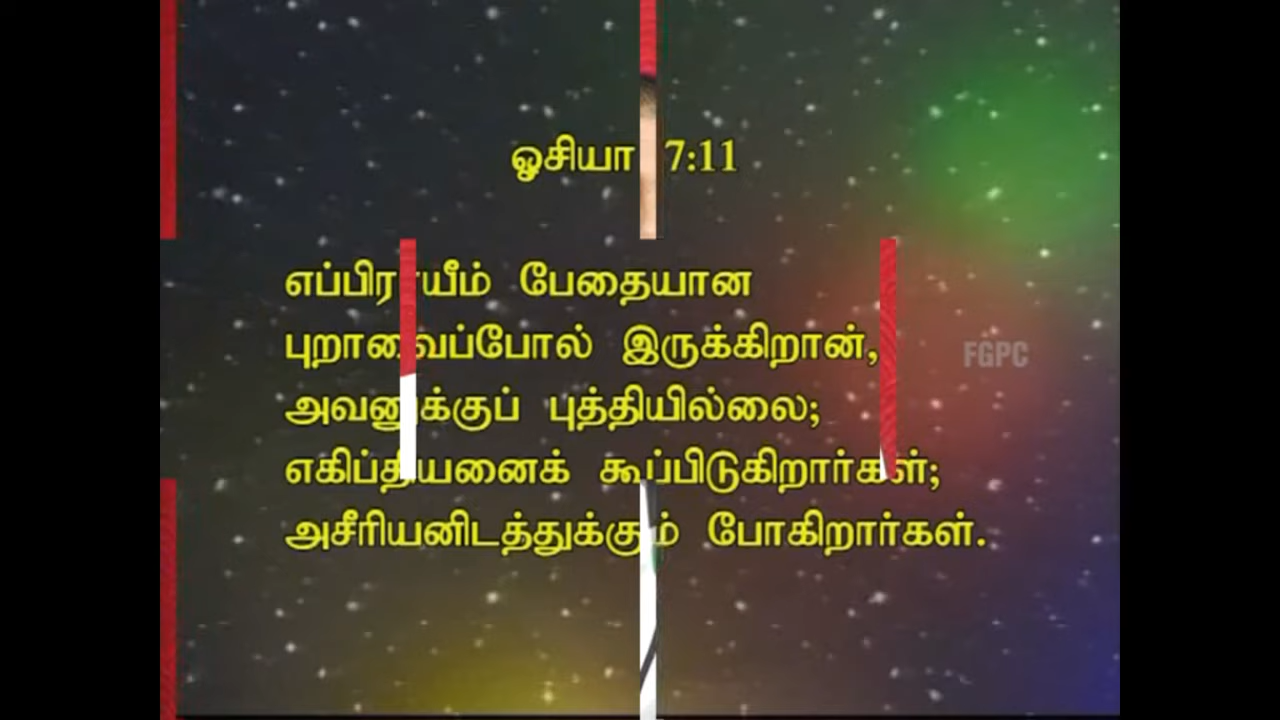 ஓசியா 7:11
எப்பிராயீம் பேதையான
புறாவைப்போல் இருக்கிறான்,
FGPC
அவனுக்குப் புத்தியில்லை;
எகிப்தியனைக் கூப்பிடுகிறார்கள்;
அசீரியனிடத்துக்கும் போகிறார்கள்.